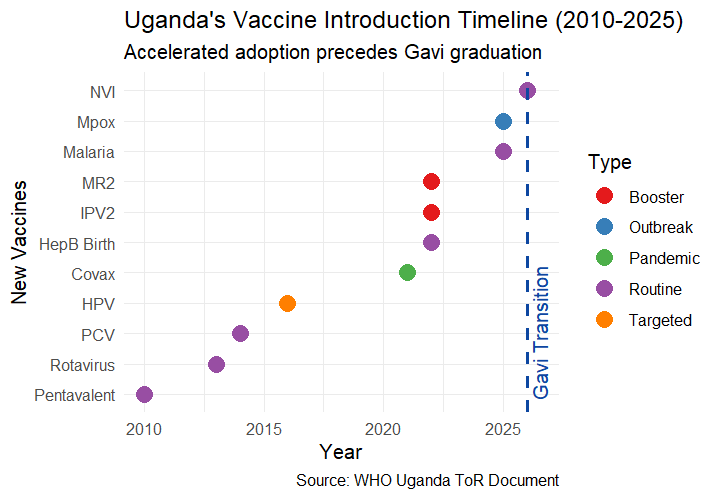 Uganda's Vaccine Introduction Timeline (2010-2025)
Accelerated adoption precedes Gavi graduation
New Vaccines
NVI
Mpox
Malaria
MR2
IPV2
HepB Birth
Covax
HPV
PCV
Rotavirus
Pentavalent
Gavi Transition
2010
2015
2020
2025
Year
Type
Booster
Outbreak
Pandemic
Routine
Targeted
Source: WHO Uganda ToR Document